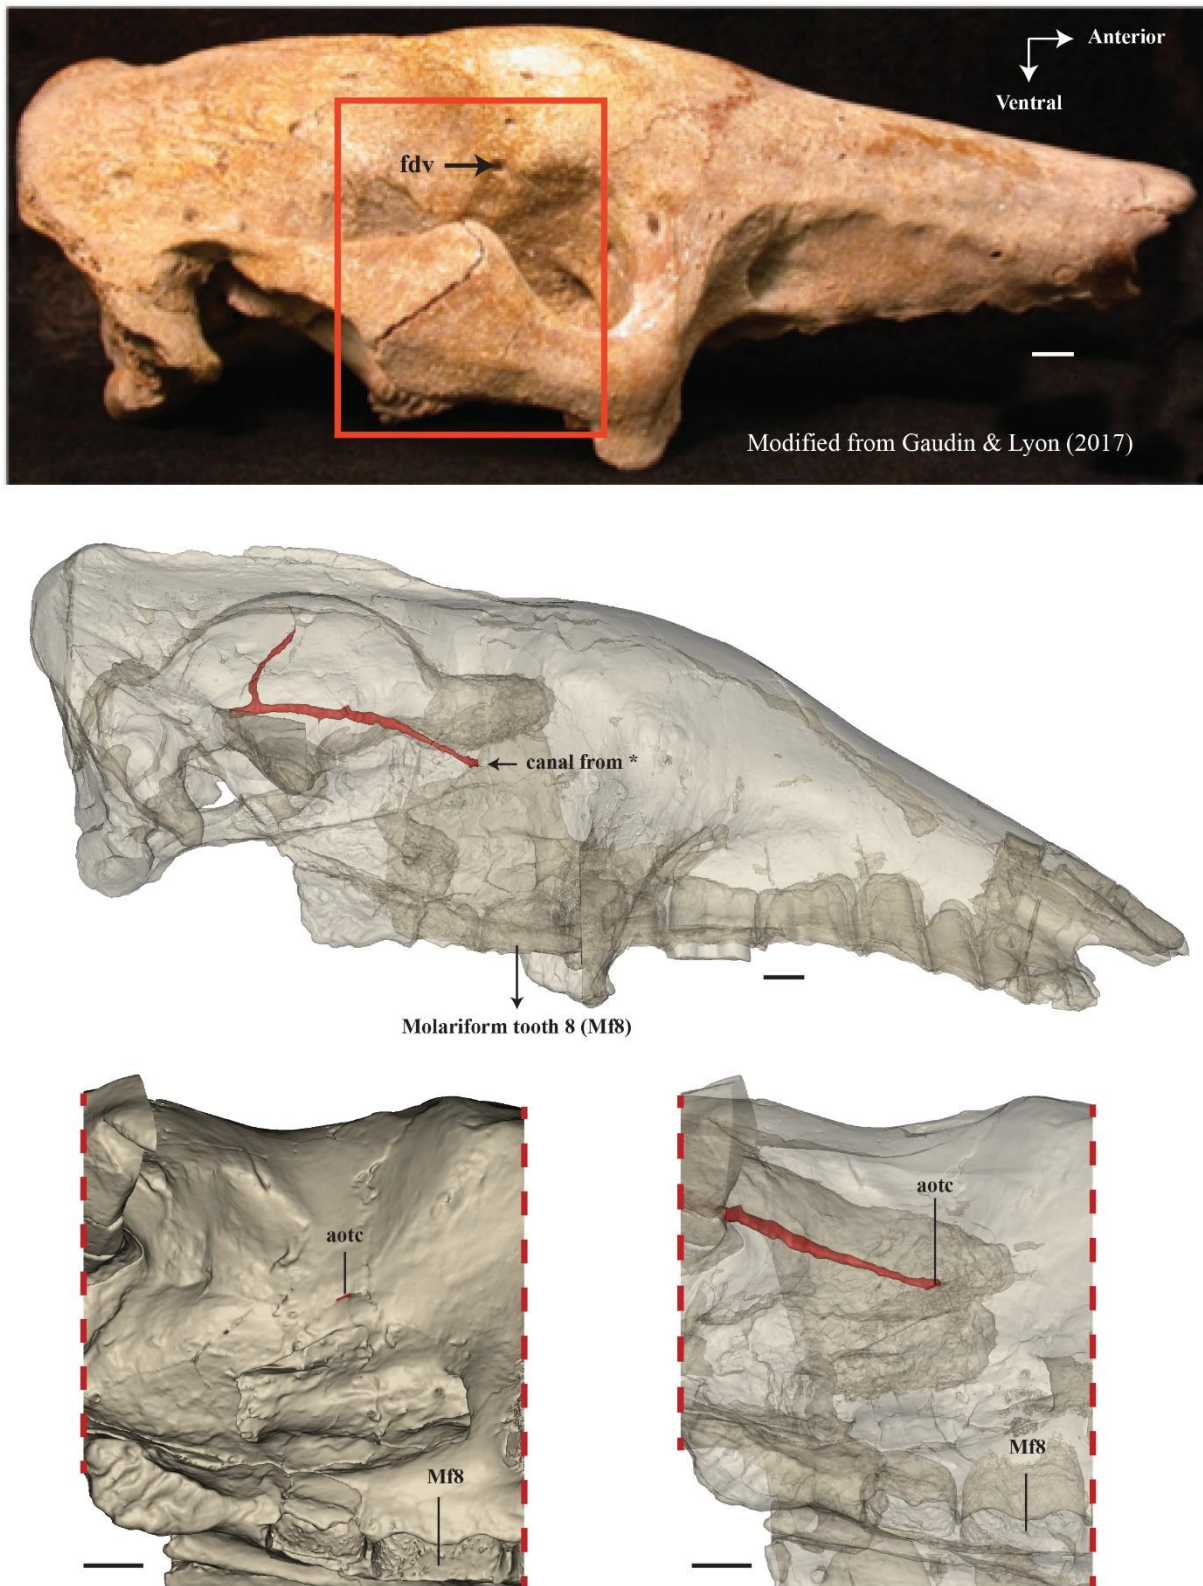 Anterior
Ventral
fdv
Modified from Gaudin & Lyon (2017)
canal from *
Molariform tooth 8 (Mf8)
aotc
Mf8
aotc
Mf8